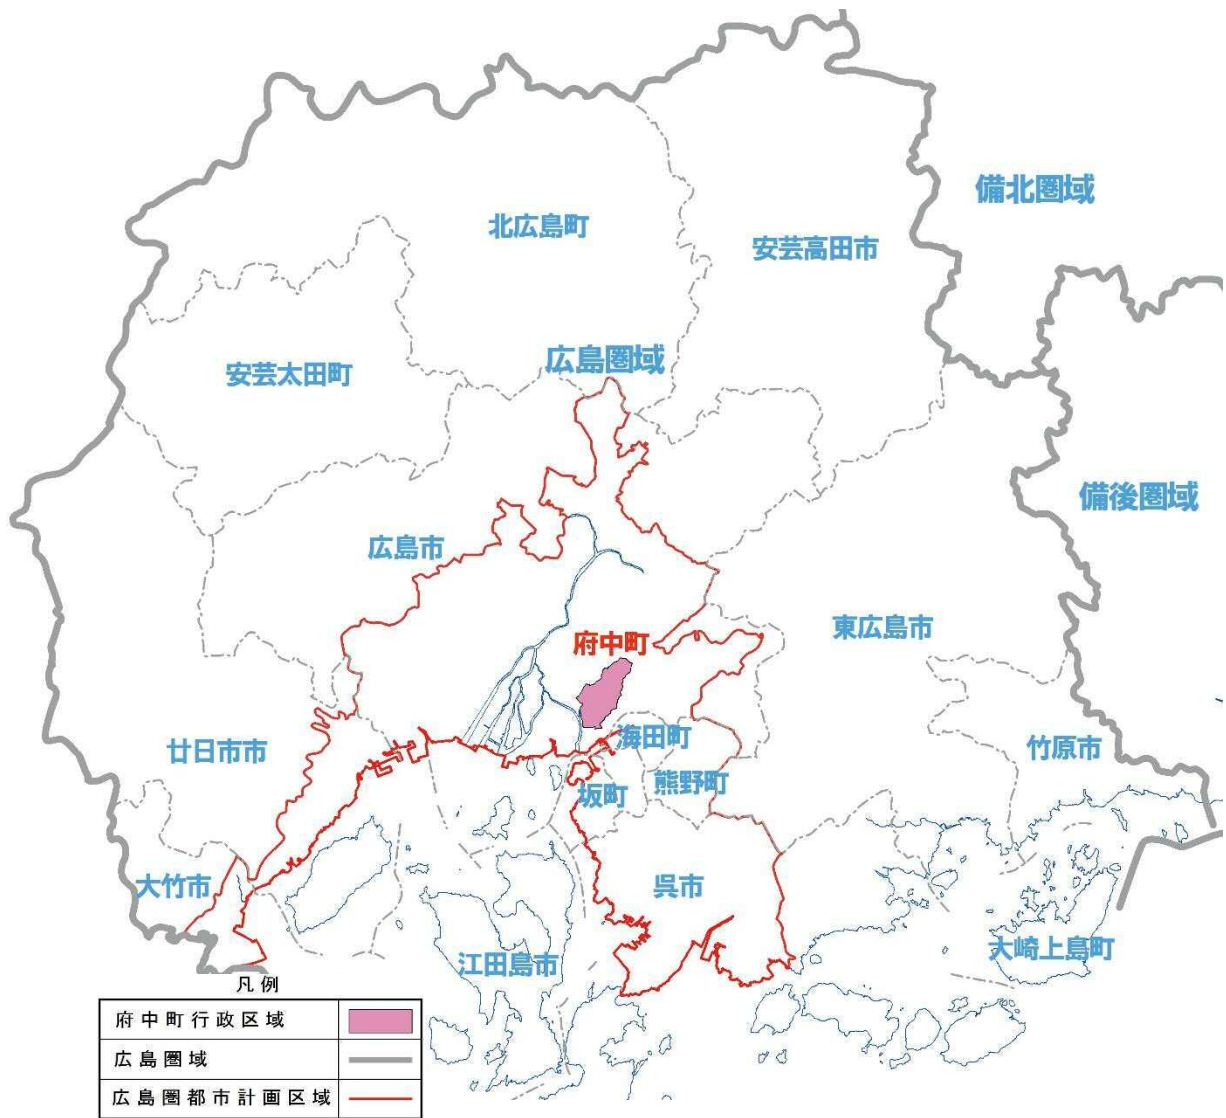 備北圏域
北広島町
安芸高田市
広島圏域
安芸太田町
備後圏域
広島市
東広島市
府中町
海田町
竹原市
廿日市市
熊野町
坂町
大竹市
呉市
大崎上島町
江田島市
凡例
府中町行政区域
広島圏域
広島圏都市計画区域